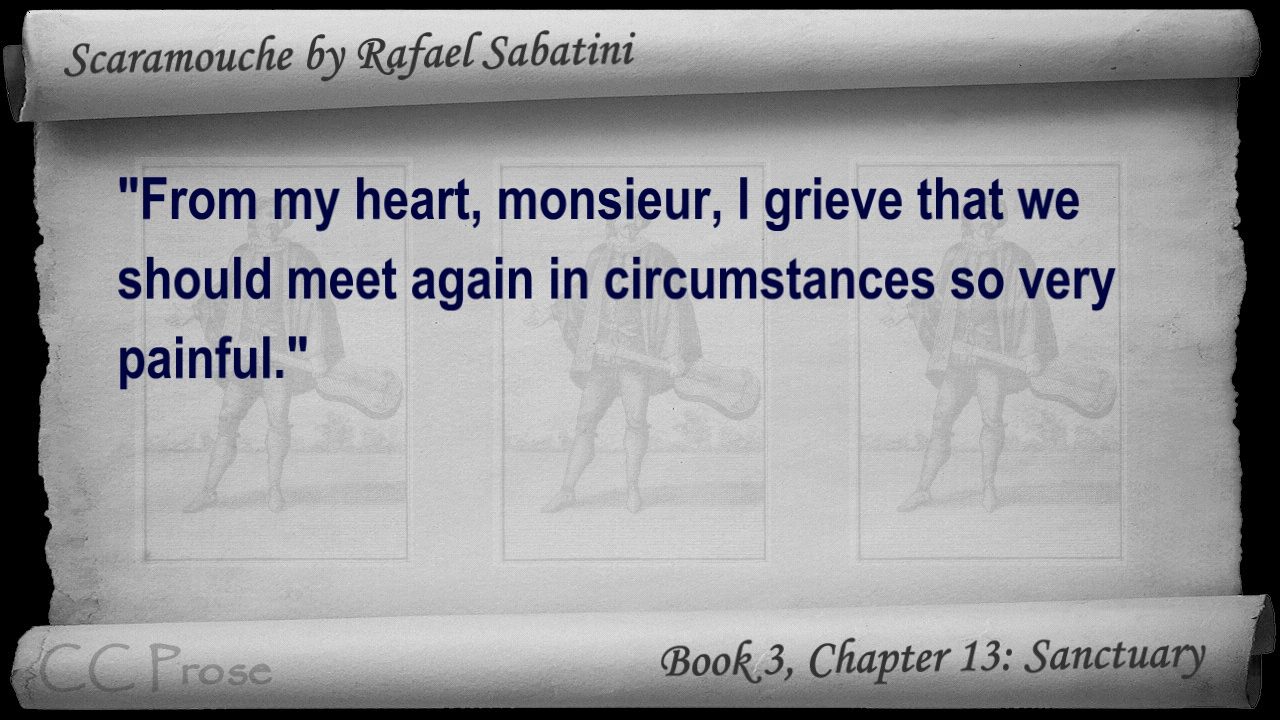 Scaramouche by Rafael Sabatini
"From my heart, monsieur, I grieve that we
should meet again in circumstances so very
painful."
CC Prose
Book 3, Chapter 13: Sanctuary